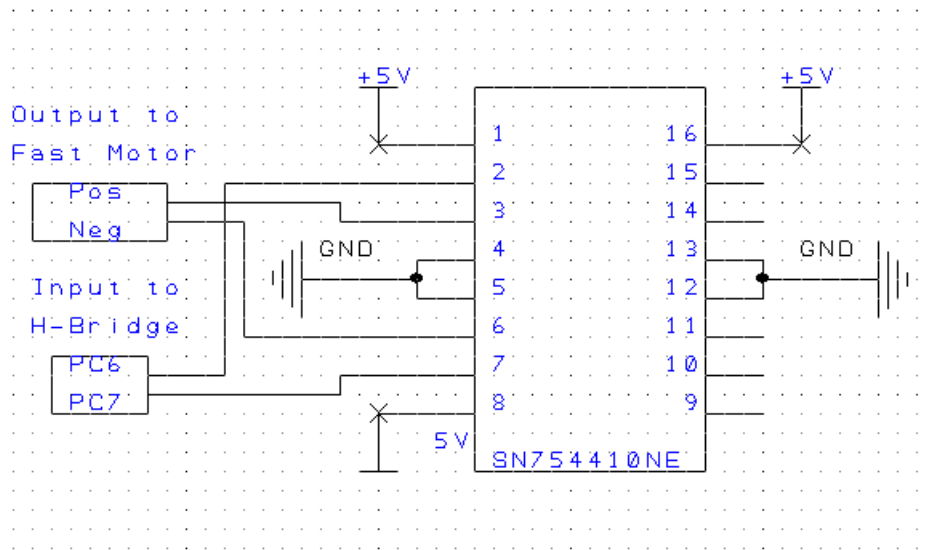 +5V
+5V
Output to
Fast Motor
Pos
Neg
Input to
H-Bridge
PC6
PC7
GND
GND
5V
1
2
3
4
5
6
7
8
16
15
14
13
12
11
10
9
SN754410NE